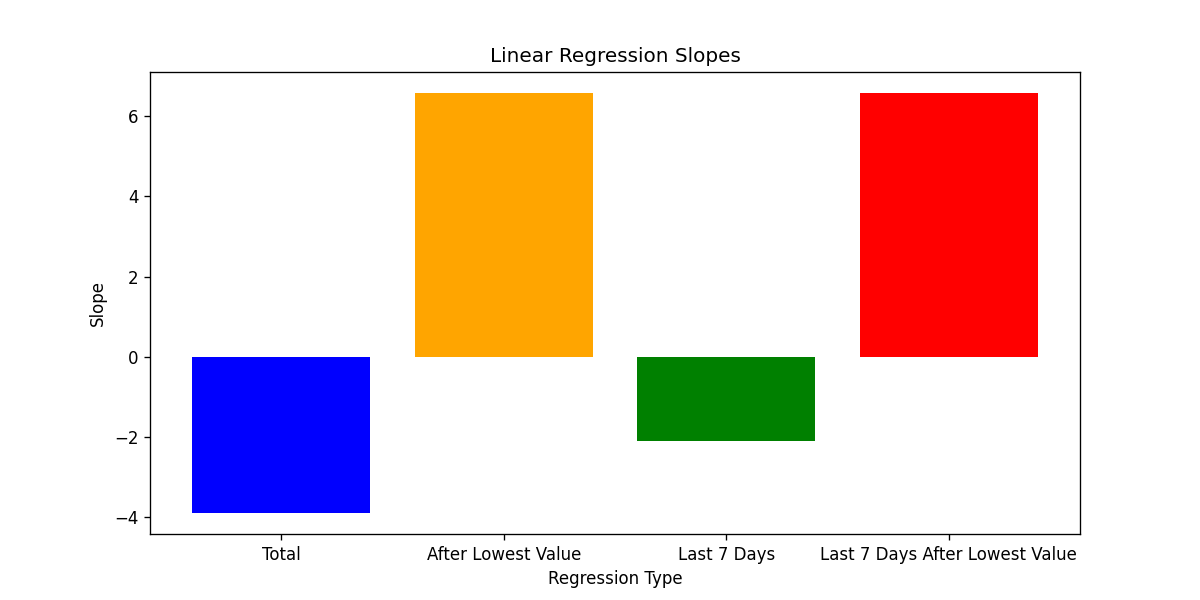 Linear Regression Slopes
6
4
2
0
−2
−4
Slope
Total
After Lowest Value
Last 7 Days
Last 7 Days After Lowest Value
Regression Type